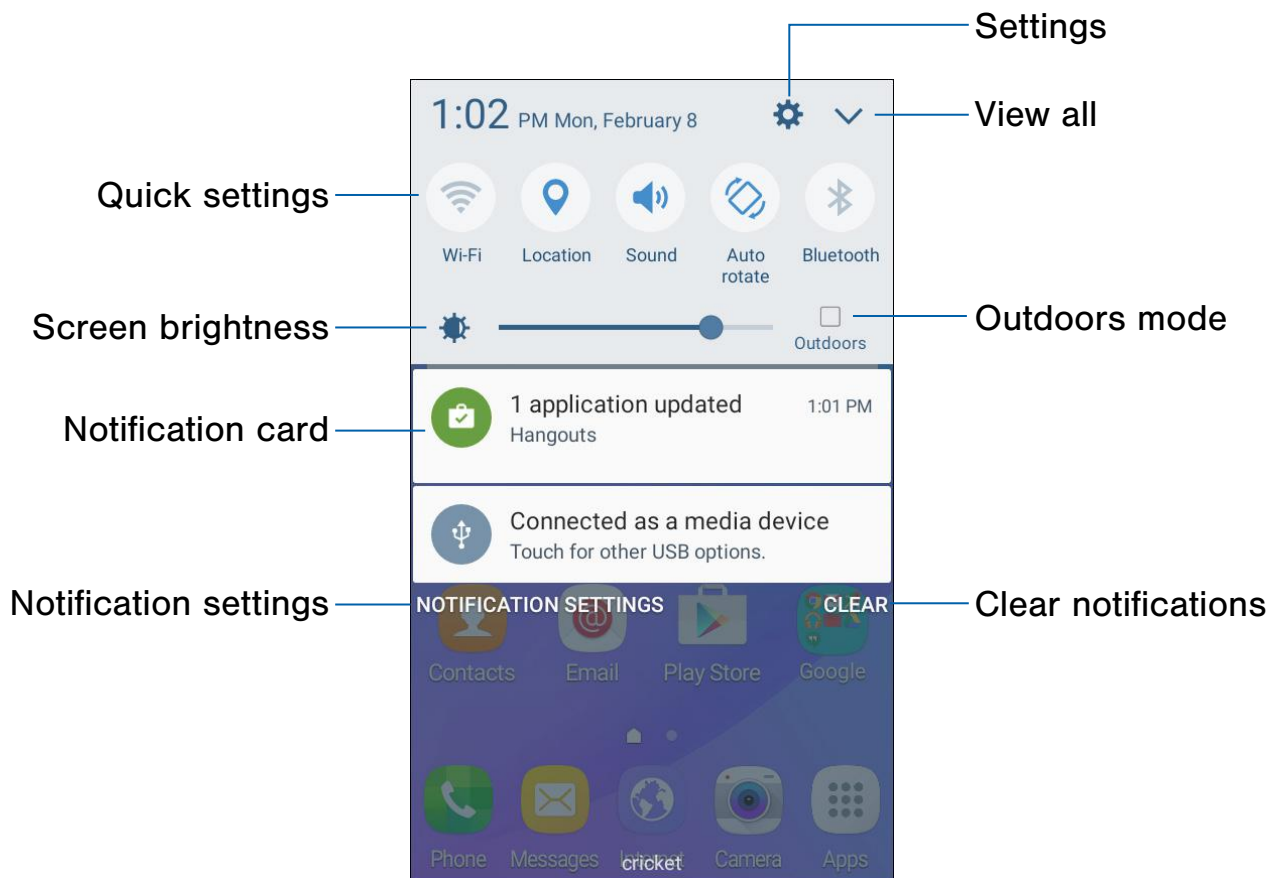 Settings
1:02 PM Mon, February 8
View all
Quick settings
Wi-Fi Location Sound Auto rotate Bluetooth
Screen brightness
Outdoors mode
Outdoors
1 application updated 1:01 PM
Notification card
Hangouts
Connected as a media device
Touch for other USB options.
Notification settings
NOTIFICATION SETTINGS CLEAR
Clear notifications
Contacts Email Play Store Google
Phone Messages Internet Camera Apps
cricket